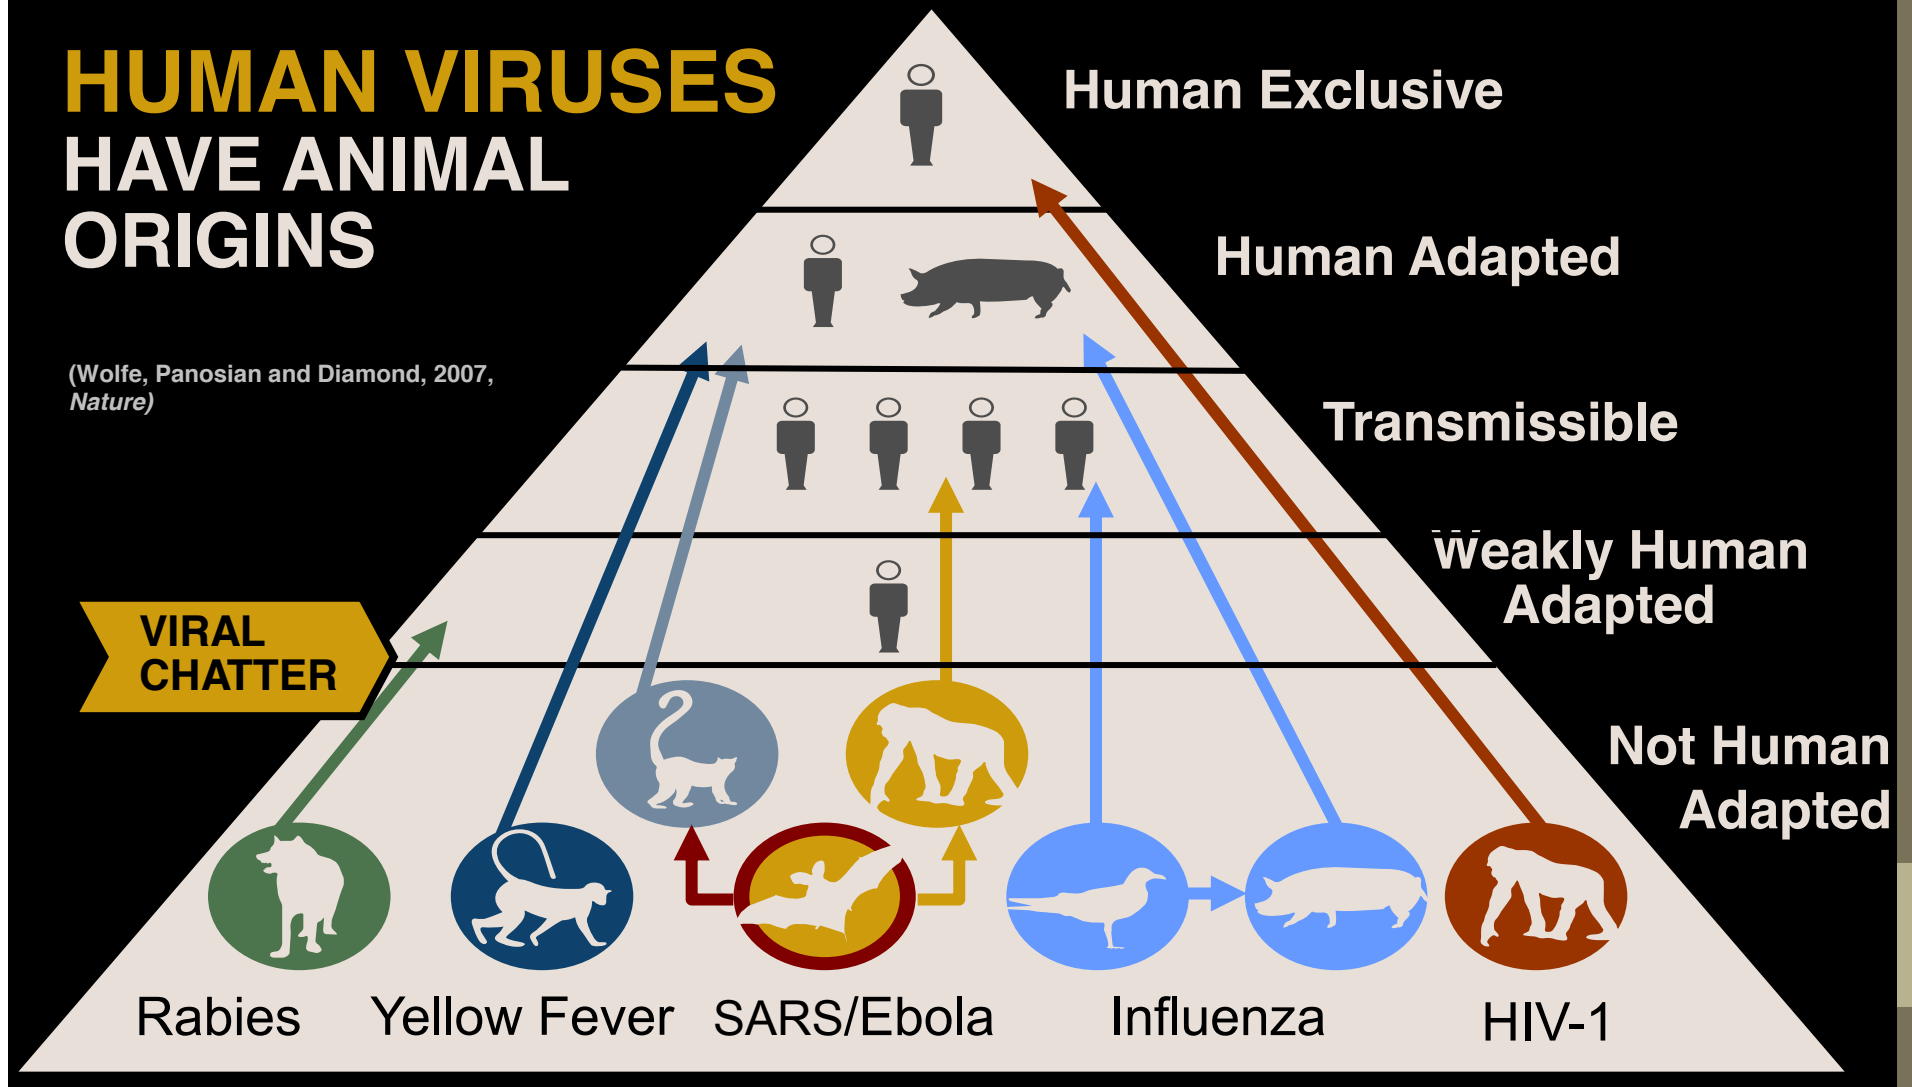 HUMAN VIRUSES
HAVE ANIMAL
ORIGINS
(Wolfe, Panosian and Diamond, 2007,
Nature)
Human Exclusive
Human Adapted
Transmissible
Weakly Human
Adapted
VIRAL
CHATTER
Not Human
Adapted
Rabies
Yellow Fever
SARS/Ebola
Influenza
HIV-1